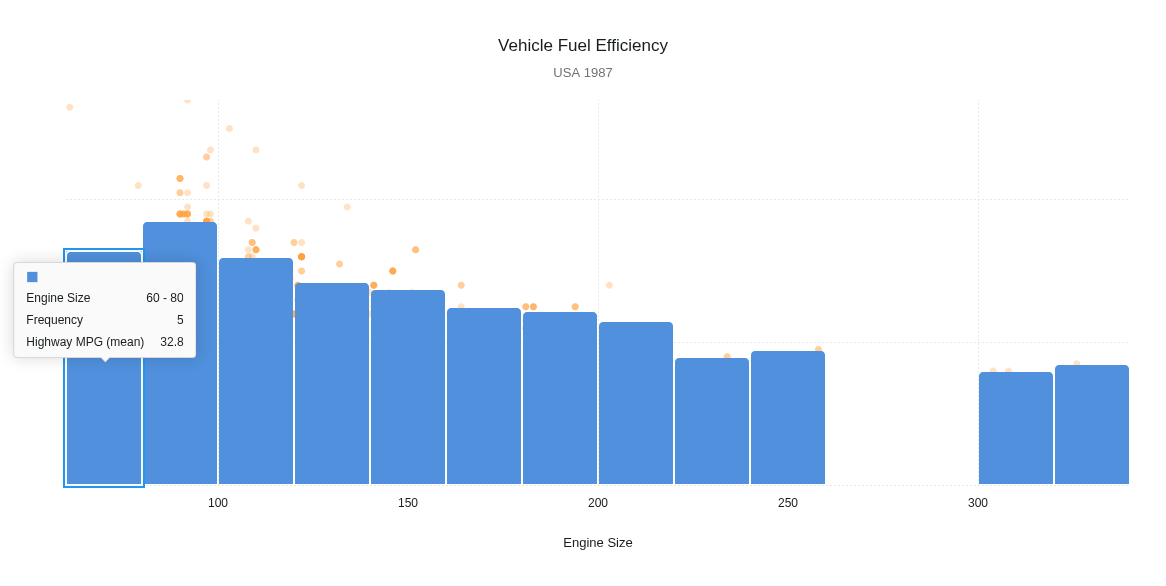 Vehicle Fuel Efficiency
USA 1987
Engine Size 60 - 80
Frequency 5
Highway MPG (mean) 32.8
100 150 200 250 300
Engine Size